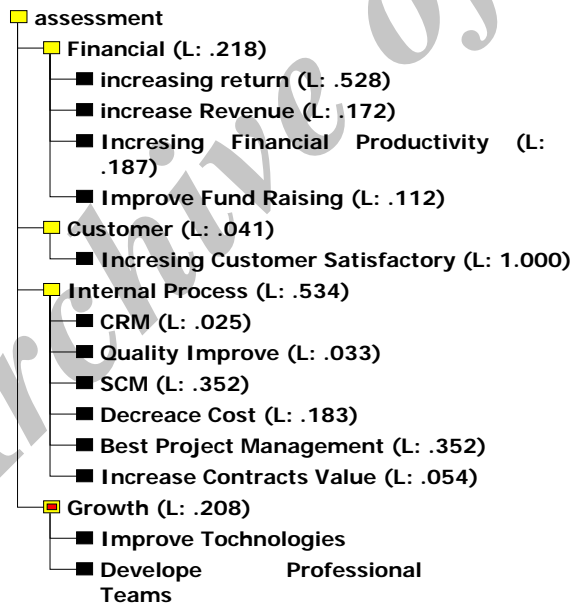 assessment
Financial (L: .218)
increasing return (L: .528)
increase Revenue (L: .172)
Incresing Financial Productivity (L:
.187)
Improve Fund Raising (L: .112)
Customer (L: .041)
Incresing Customer Satisfactory (L: 1.000)
Internal Process (L: .534)
CRM (L: .025)
Quality Improve (L: .033)
SCM (L: .352)
Decreace Cost (L: .183)
Best Project Management (L: .352)
Increase Contracts Value (L: .054)
Growth (L: .208)
Improve Tochnologies
Develope Professional
Teams
rchive of